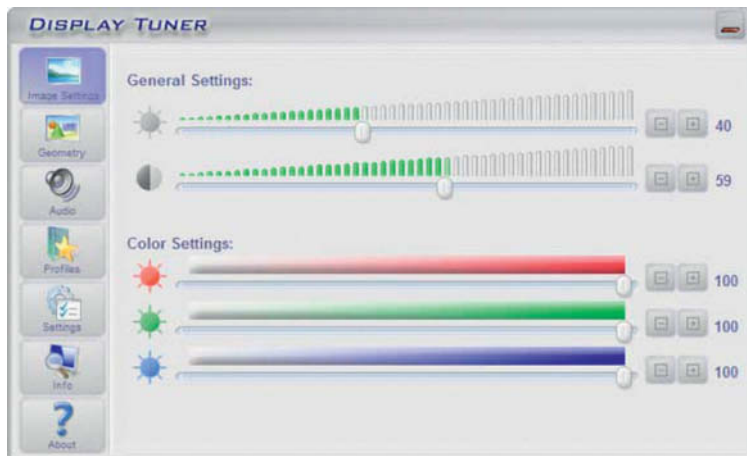 DISPLAY TUNER
Image Settings
Geometry
Audio
Profiles
Settings
Info
About
General Settings:
40
59
Color Settings:
100
100
100